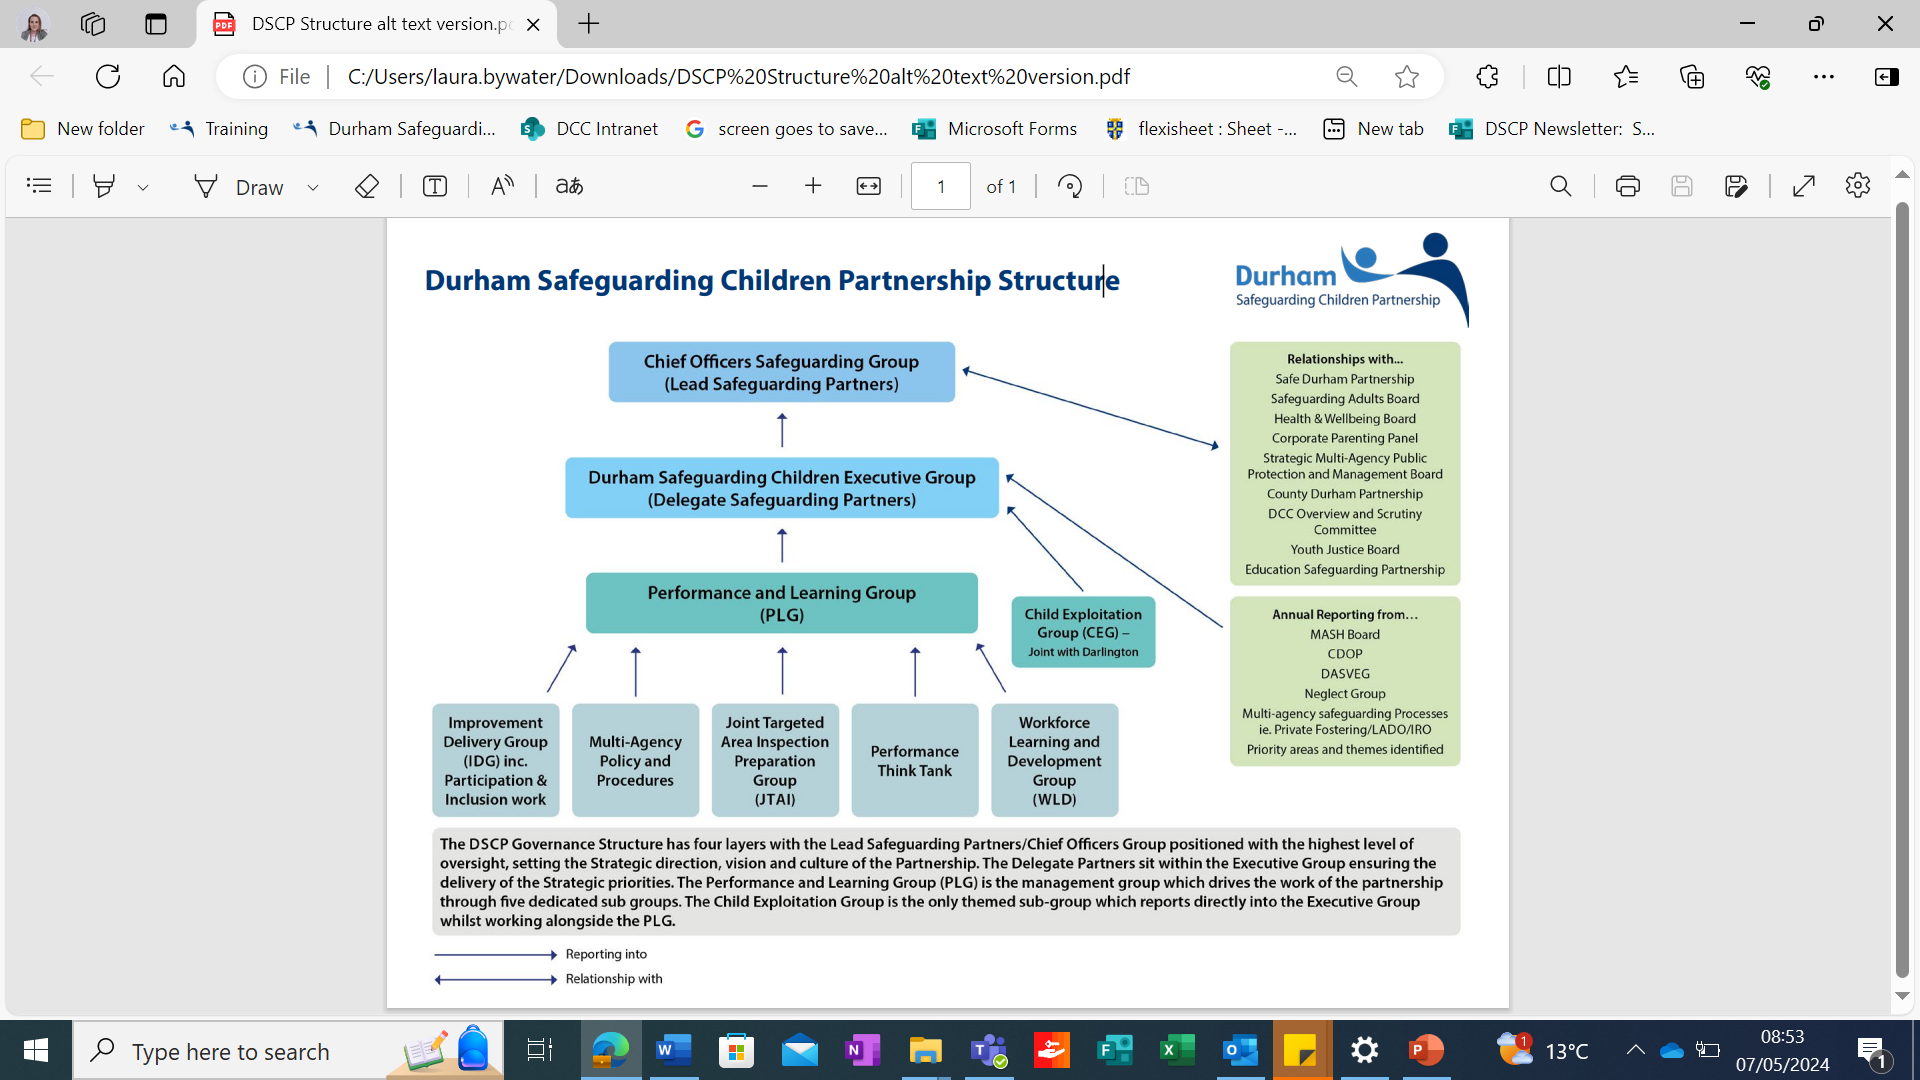 DSCP Structure alt text version.p
File
C:/Users/laura.bywater/Downloads/DSCP%20Structure%20alt%20text%20version.pdf
New folder
Training
Durham Safeguardi...
DCC Intranet
screen goes to save...
Microsoft Forms
flexisheet : Sheet -...
New tab
DSCP Newsletter: S...
Draw
1
of 1
Durham Safeguarding Children Partnership Structure
Durham
Safeguarding Children Partnership
Chief Officers Safeguarding Group
(Lead Safeguarding Partners)
Durham Safeguarding Children Executive Group
(Delegate Safeguarding Partners)
Performance and Learning Group
(PLG)
Child Exploitation
Group (CEG) –
Joint with Darlington
Improvement
Delivery Group
(IDG) inc.
Participation &
Inclusion work
Multi-Agency
Policy and
Procedures
Joint Targeted
Area Inspection
Preparation
Group
(JTAI)
Performance
Think Tank
Workforce
Learning and
Development
Group
(WLD)
Relationships with...
Safe Durham Partnership
Safeguarding Adults Board
Health & Wellbeing Board
Corporate Parenting Panel
Strategic Multi-Agency Public
Protection and Management Board
County Durham Partnership
DCC Overview and Scrutiny
Committee
Youth Justice Board
Education Safeguarding Partnership
Annual Reporting from...
MASH Board
CDOP
DASVEG
Neglect Group
Multi-agency safeguarding Processes
ie. Private Fostering/LADO/IRO
Priority areas and themes identified
The DSCP Governance Structure has four layers with the Lead Safeguarding Partners/Chief Officers Group positioned with the highest level of
oversight, setting the Strategic direction, vision and culture of the Partnership. The Delegate Partners sit within the Executive Group ensuring the
delivery of the Strategic priorities. The Performance and Learning Group (PLG) is the management group which drives the work of the partnership
through five dedicated sub groups. The Child Exploitation Group is the only themed sub-group which reports directly into the Executive Group
whilst working alongside the PLG.
Reporting into
Relationship with
Type here to search
1
13°C
08:53
07/05/2024
1